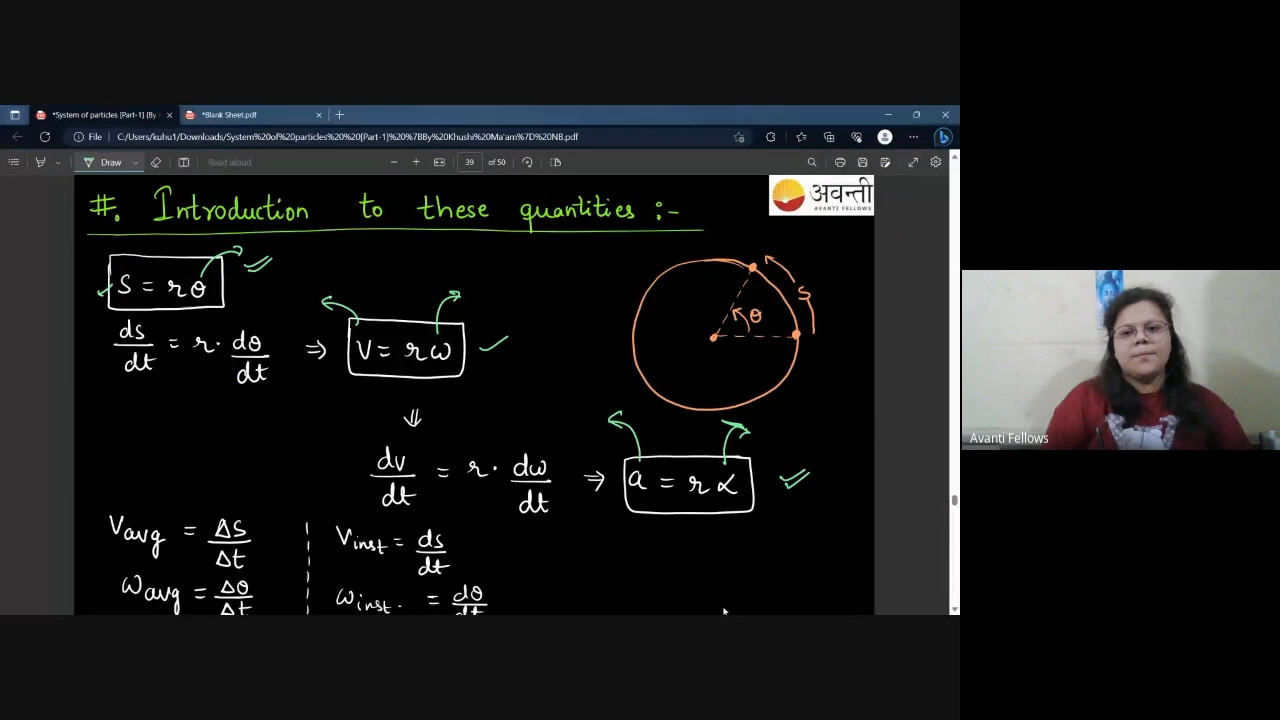 *System of particles [Part-1] (By
*Blank Sheet.pdf
File C:/Users/kuhu1/Downloads/System%20of%20particles%20%20[Part-1]%20%7BBy%20Khushi%20Ma'am%7D%20NB.pdf
Draw Read aloud 39 of 50
#. Introduction to these quantities :-
अवन्ती
AVANTI FELLOWS
S = rθ
ds/dt = r · dθ/dt ⇒ V = rω
S
θ
⇓
dv/dt = r · dω/dt ⇒ a = rα
Vavg = ΔS/Δt
Vinst = ds/dt
ωavg = Δθ/Δt
ωinst. = dθ/dt
Avanti Fellows